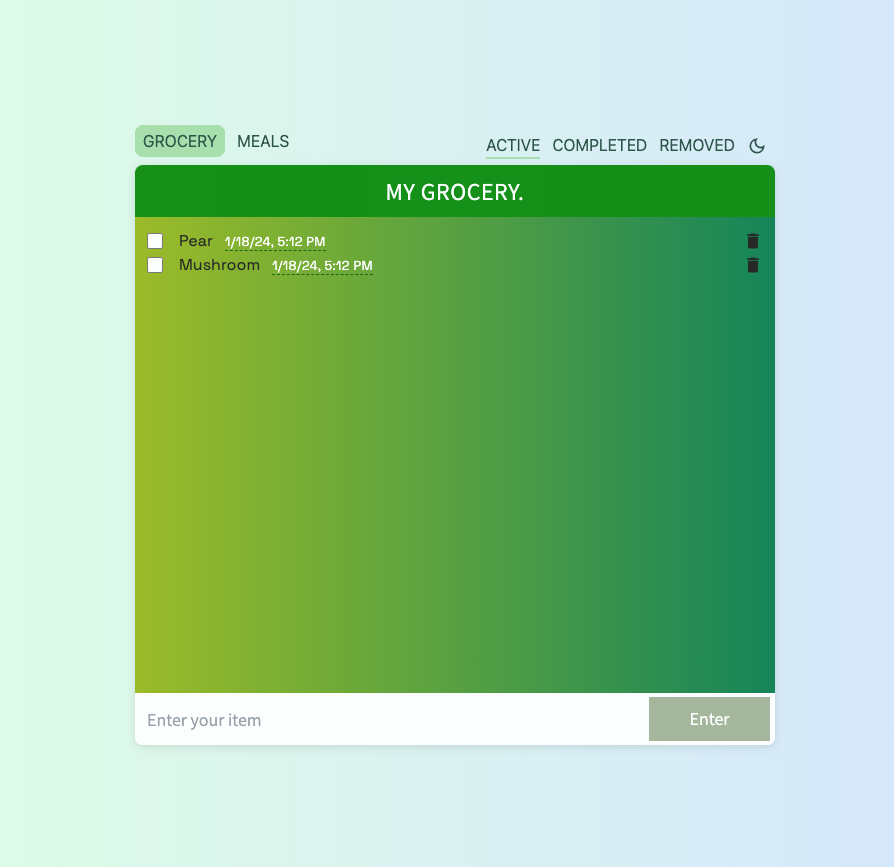 GROCERY MEALS
ACTIVE COMPLETED REMOVED
MY GROCERY.
Pear 1/18/24, 5:12 PM
Mushroom 1/18/24, 5:12 PM
Enter your item
Enter